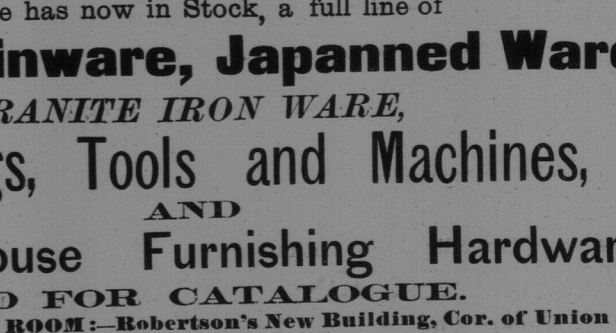 e has now in Stock, a full line of
inware, Japanned War
RANITE IRON WARE,
s, Tools and Machines,
AND
ouse Furnishing Hardwar
D FOR CATALOGUE.
ROOM:—Robertson's New Building, Cor. of Union